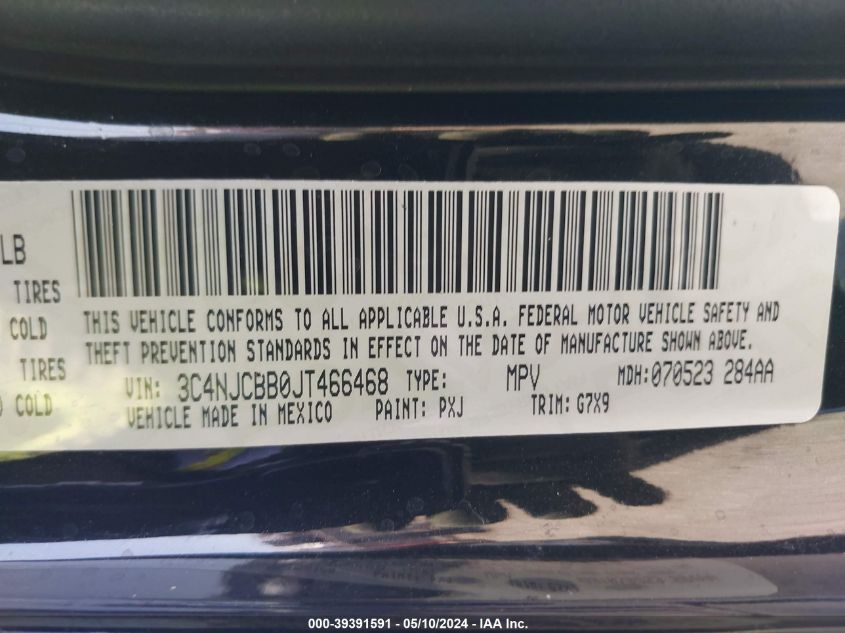 LB
TIRES
COLD
TIRES
COLD
THIS VEHICLE CONFORMS TO ALL APPLICABLE U.S.A. FEDERAL MOTOR VEHICLE SAFETY AND
THEFT PREVENTION STANDARDS IN EFFECT ON THE DATE OF MANUFACTURE SHOWN ABOVE.
VIN: 3C4NJCBB0JT466468 TYPE: MPV MDH:070523 284AA
VEHICLE MADE IN MEXICO PAINT: PXJ TRIM: G7X9
000-39391591 / 05/10/2024 - IAA Inc.